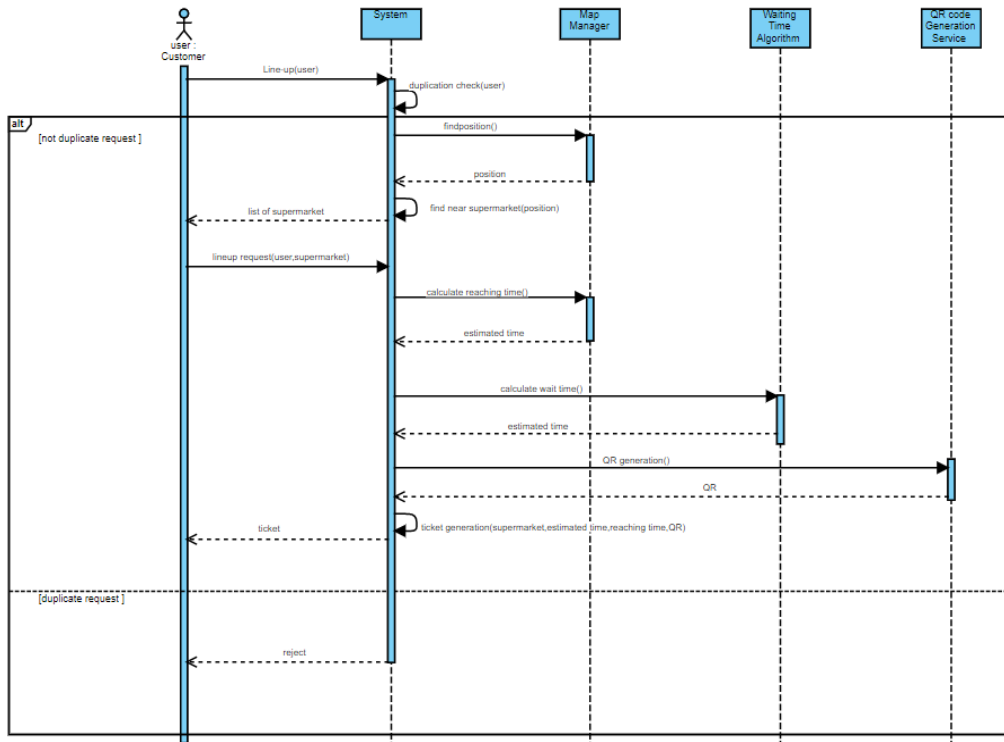 System
Map
Manager
Waiting
Time
Algorithm
QR code
Generation
Service
user :
Customer
Line-up(user)
duplication check(user)
alt
[not duplicate request ]
findposition()
position
find near supermarket(position)
list of supermarket
lineup request(user,supermarket)
calculate reaching time()
estimated time
calculate wait time()
estimated time
QR generation()
QR
ticket generation(supermarket,estimated time,reaching time,QR)
ticket
[duplicate request ]
reject